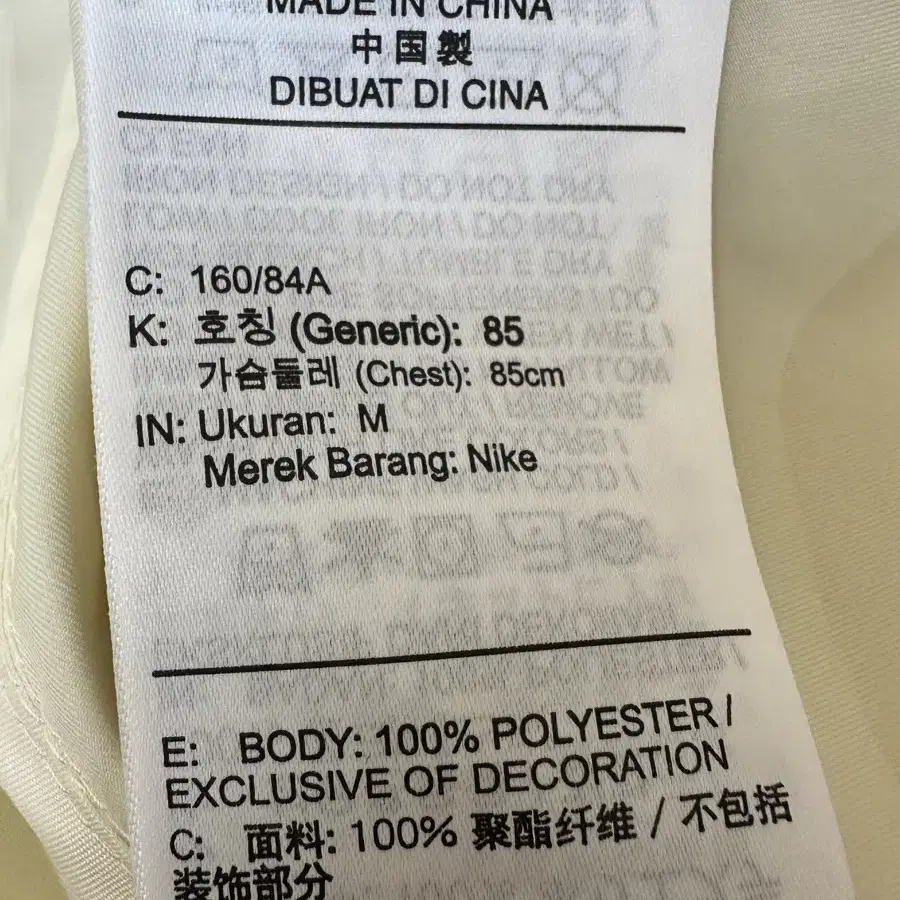 MADE IN CHINA
中国製
DIBUAT DI CINA
C: 160/84A
K: 호칭 (Generic): 85
가슴둘레 (Chest): 85cm
IN: Ukuran: M
Merek Barang: Nike
E: BODY: 100% POLYESTER /
EXCLUSIVE OF DECORATION
C: 面料: 100% 聚酯纤维 / 不包括
装饰部分